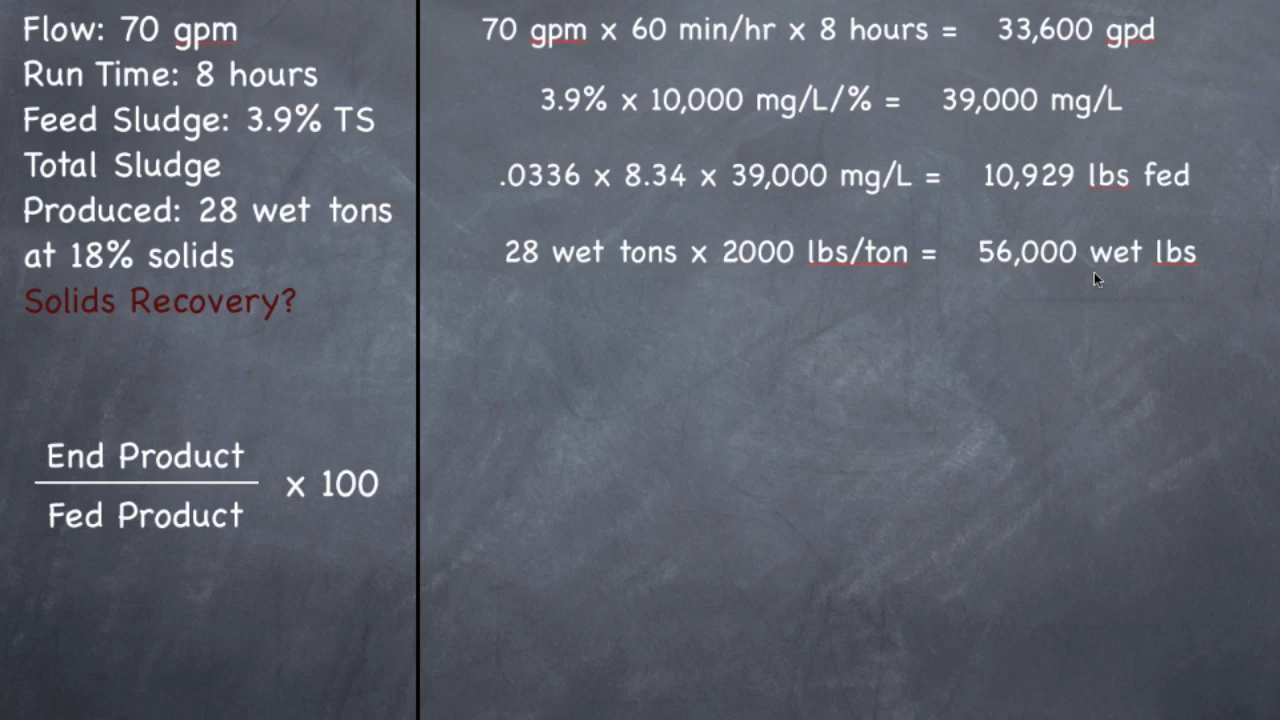 Flow: 70 gpm
Run Time: 8 hours
Feed Sludge: 3.9% TS
Total Sludge
Produced: 28 wet tons
at 18% solids
Solids Recovery?
End Product
Fed Product
x 100
70 gpm x 60 min/hr x 8 hours = 33,600 gpd
3.9% x 10,000 mg/L/% = 39,000 mg/L
.0336 x 8.34 x 39,000 mg/L = 10,929 lbs fed
28 wet tons x 2000 lbs/ton = 56,000 wet lbs